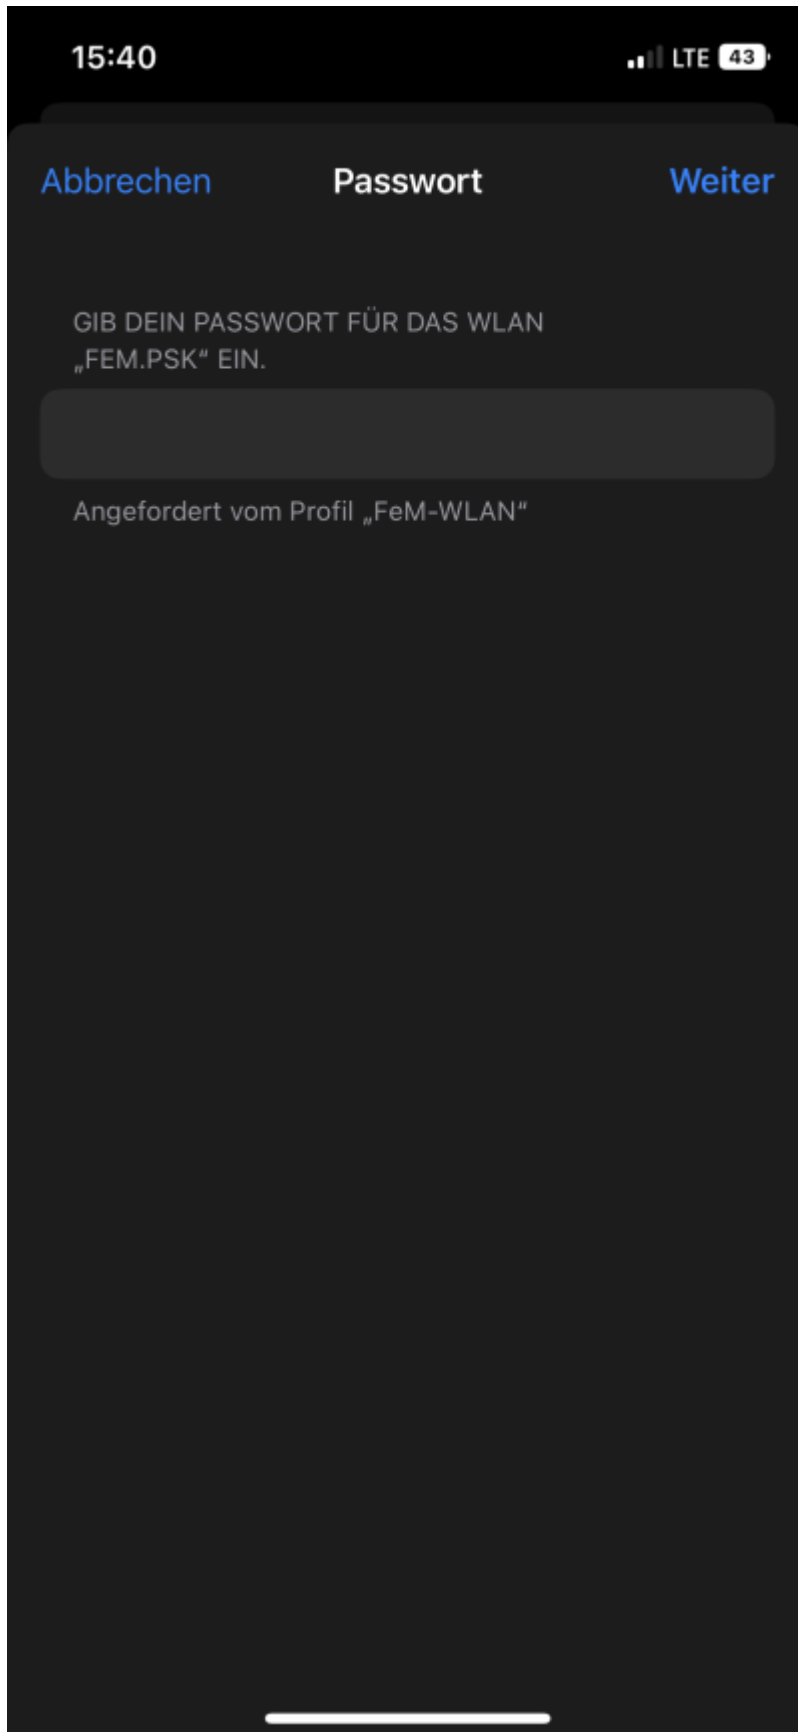 15:40
LTE 43
Abbrechen Passwort Weiter
GIB DEIN PASSWORT FÜR DAS WLAN
„FEM.PSK“ EIN.
Angefordert vom Profil „FeM-WLAN“